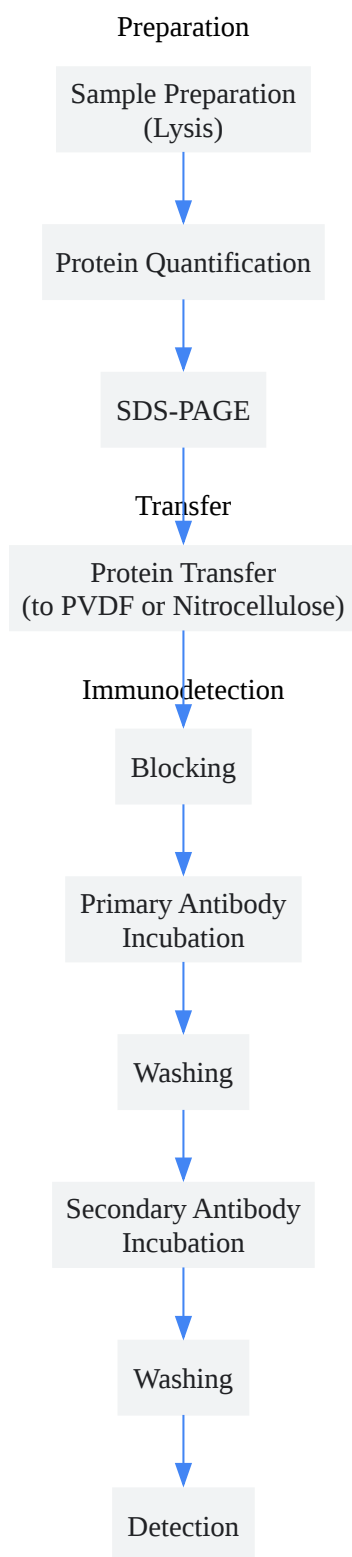 Preparation
Sample Preparation
(Lysis)
Protein Quantification
SDS-PAGE
Transfer
Protein Transfer
(to PVDF or Nitrocellulose)
Immunodetection
Blocking
Primary Antibody
Incubation
Washing
Secondary Antibody
Incubation
Washing
Detection